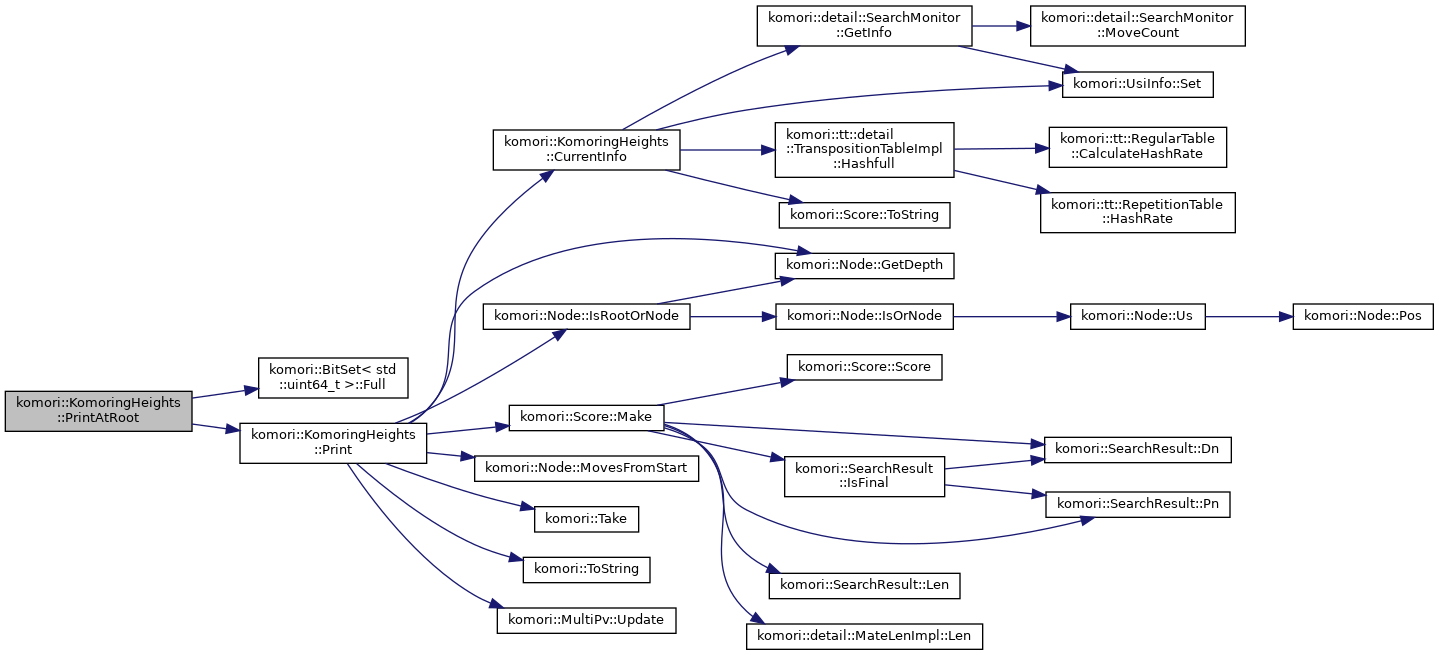 komori::detail::SearchMonitor
::GetInfo
komori::detail::SearchMonitor
::MoveCount
komori::UsiInfo::Set
komori::KomoringHeights
::CurrentInfo
komori::tt::detail
::TranspositionTableImpl
::Hashfull
komori::tt::RegularTable
::CalculateHashRate
komori::tt::RepetitionTable
::HashRate
komori::Score::ToString
komori::Node::GetDepth
komori::Node::IsRootOrNode
komori::Node::IsOrNode
komori::Node::Us
komori::Node::Pos
komori::BitSet< std
::uint64_t >::Full
komori::KomoringHeights
::PrintAtRoot
komori::KomoringHeights
::Print
komori::Score::Score
komori::Score::Make
komori::SearchResult::Dn
komori::SearchResult
::IsFinal
komori::Node::MovesFromStart
komori::SearchResult::Pn
komori::Take
komori::ToString
komori::SearchResult::Len
komori::MultiPv::Update
komori::detail::MateLenImpl::Len